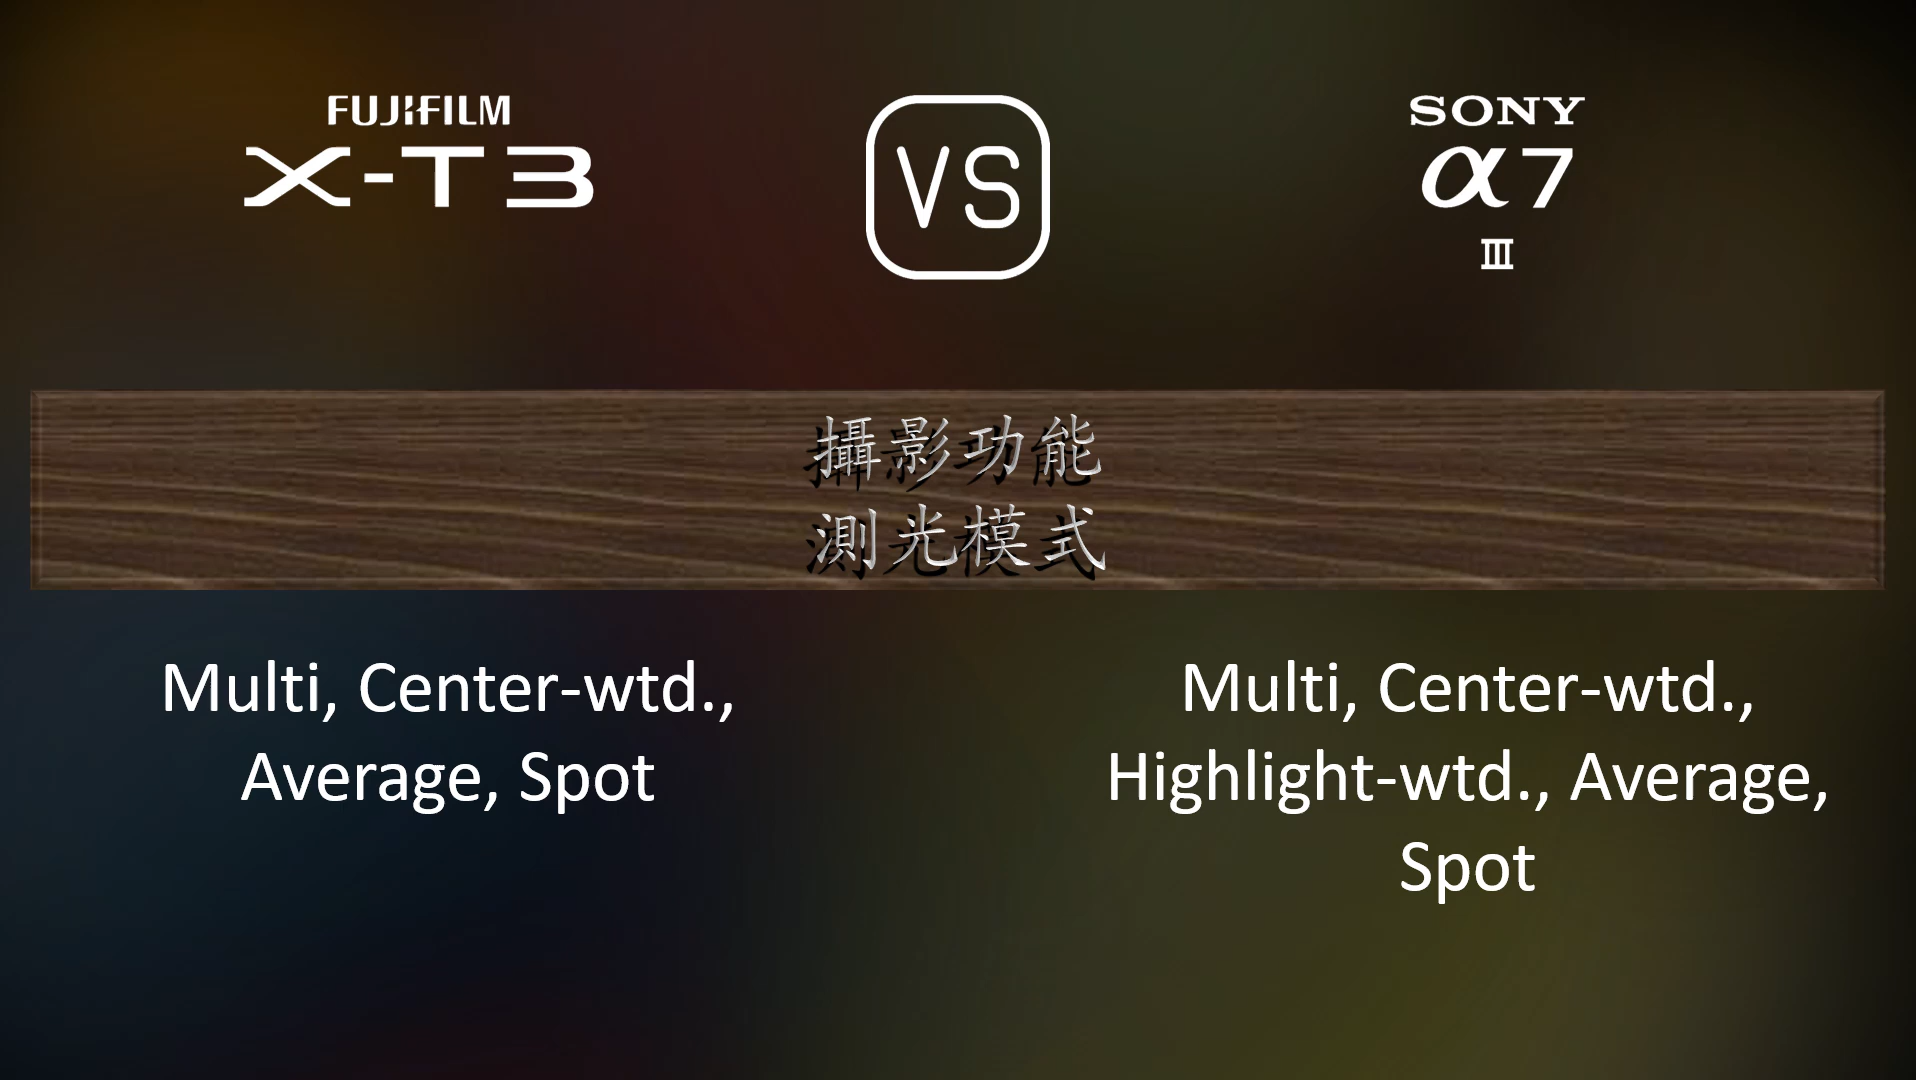 FUJIFILM
X-T3
VS
SONY
α7
III
攝影功能
測光模式
Multi, Center-wtd.,
Average, Spot
Multi, Center-wtd.,
Highlight-wtd., Average,
Spot